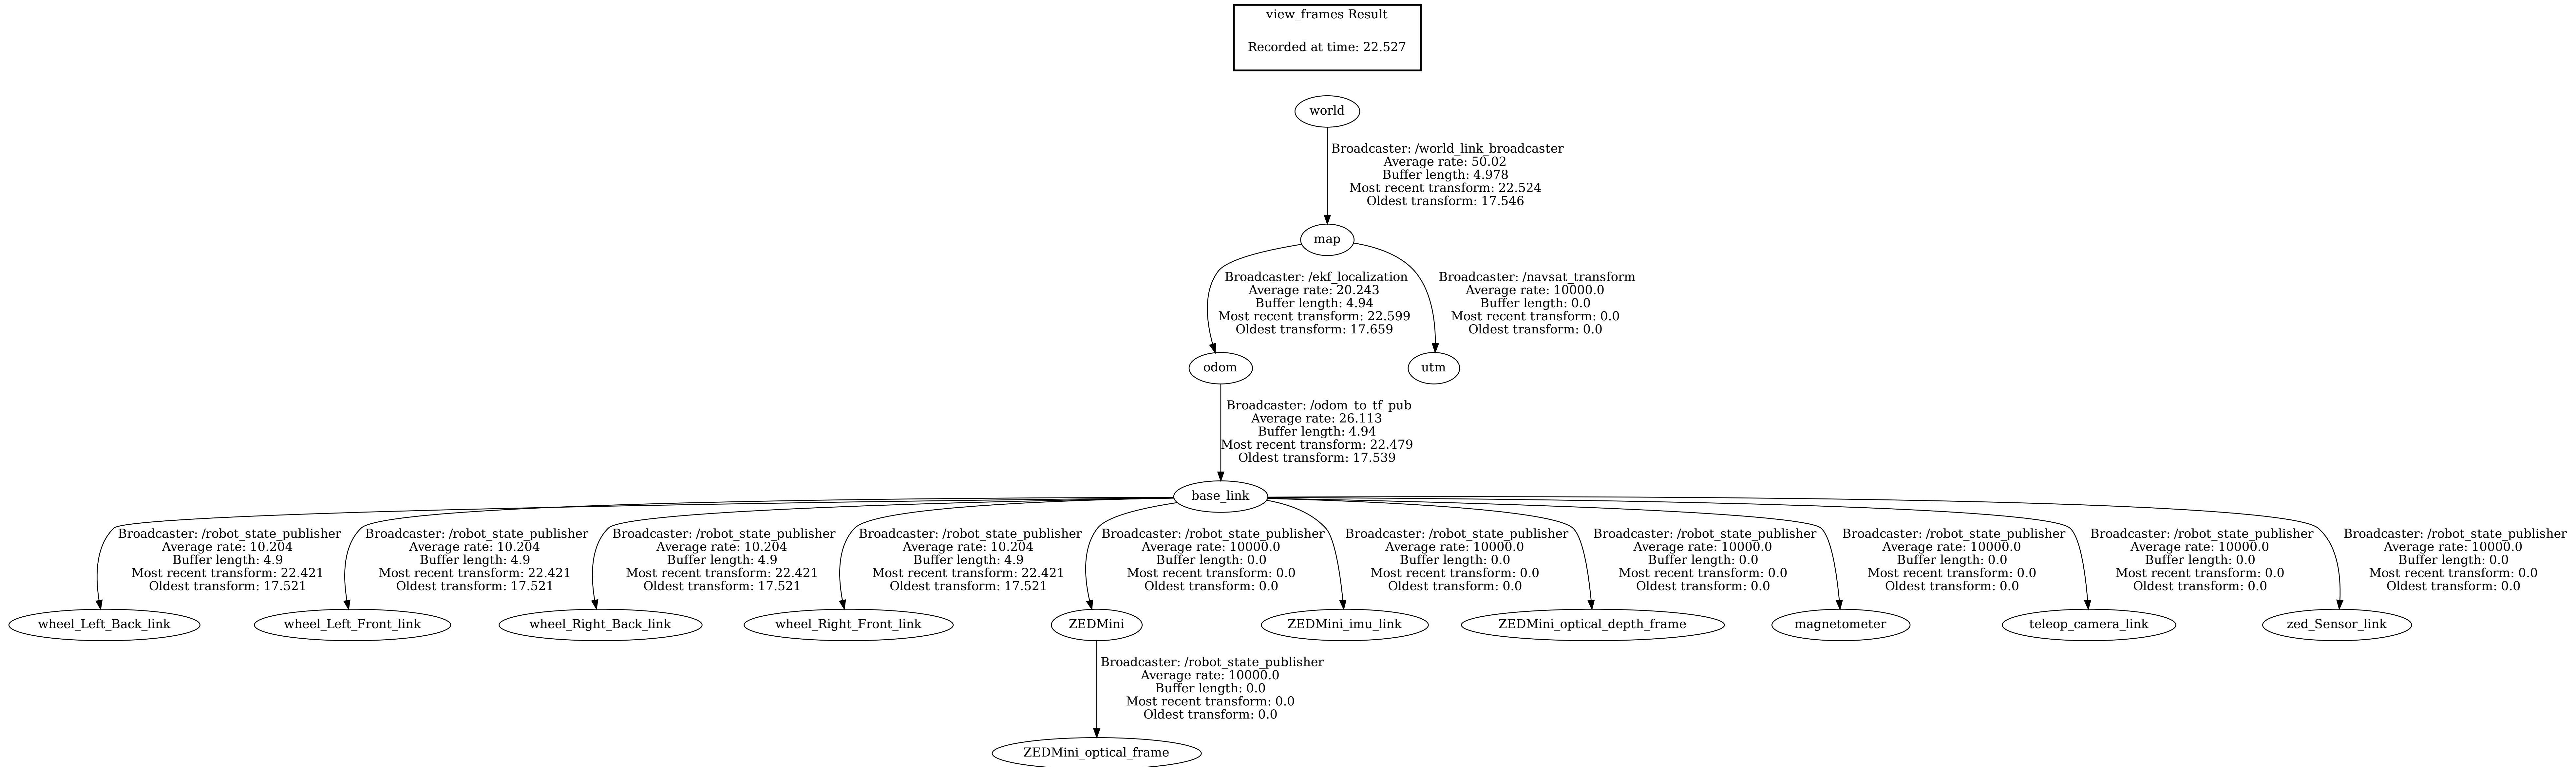 view_frames Result
Recorded at time: 22.527
world
Broadcaster: /world_link_broadcaster
Average rate: 50.02
Buffer length: 4.978
Most recent transform: 22.524
Oldest transform: 17.546
map
Broadcaster: /ekf_localization
Average rate: 20.243
Buffer length: 4.94
Most recent transform: 22.599
Oldest transform: 17.659
Broadcaster: /navsat_transform
Average rate: 10000.0
Buffer length: 0.0
Most recent transform: 0.0
Oldest transform: 0.0
odom
utm
Broadcaster: /odom_to_tf_pub
Average rate: 26.113
Buffer length: 4.94
Most recent transform: 22.479
Oldest transform: 17.539
base_link
Broadcaster: /robot_state_publisher
Average rate: 10.204
Buffer length: 4.9
Most recent transform: 22.421
Oldest transform: 17.521
Broadcaster: /robot_state_publisher
Average rate: 10.204
Buffer length: 4.9
Most recent transform: 22.421
Oldest transform: 17.521
Broadcaster: /robot_state_publisher
Average rate: 10.204
Buffer length: 4.9
Most recent transform: 22.421
Oldest transform: 17.521
Broadcaster: /robot_state_publisher
Average rate: 10.204
Buffer length: 4.9
Most recent transform: 22.421
Oldest transform: 17.521
Broadcaster: /robot_state_publisher
Average rate: 10000.0
Buffer length: 0.0
Most recent transform: 0.0
Oldest transform: 0.0
Broadcaster: /robot_state_publisher
Average rate: 10000.0
Buffer length: 0.0
Most recent transform: 0.0
Oldest transform: 0.0
Broadcaster: /robot_state_publisher
Average rate: 10000.0
Buffer length: 0.0
Most recent transform: 0.0
Oldest transform: 0.0
Broadcaster: /robot_state_publisher
Average rate: 10000.0
Buffer length: 0.0
Most recent transform: 0.0
Oldest transform: 0.0
Broadcaster: /robot_state_publisher
Average rate: 10000.0
Buffer length: 0.0
Most recent transform: 0.0
Oldest transform: 0.0
Broadcaster: /robot_state_publisher
Average rate: 10000.0
Buffer length: 0.0
Most recent transform: 0.0
Oldest transform: 0.0
wheel_Left_Back_link
wheel_Left_Front_link
wheel_Right_Back_link
wheel_Right_Front_link
ZEDMini
ZEDMini_imu_link
ZEDMini_optical_depth_frame
magnetometer
teleop_camera_link
zed_Sensor_link
Broadcaster: /robot_state_publisher
Average rate: 10000.0
Buffer length: 0.0
Most recent transform: 0.0
Oldest transform: 0.0
ZEDMini_optical_frame